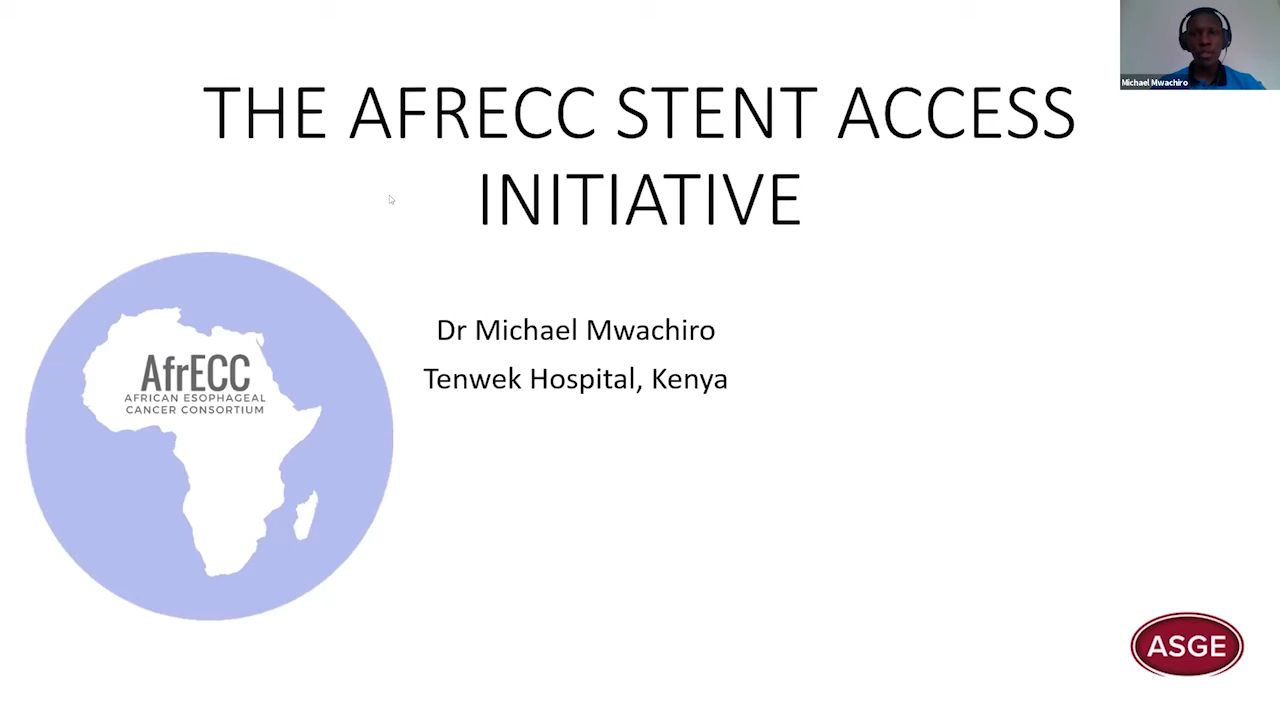 Michael Mwachiro
THE AFRECC STENT ACCESS
INITIATIVE
AfrECC
AFRICAN ESOPHAGEAL
CANCER CONSORTIUM
Dr Michael Mwachiro
Tenwek Hospital, Kenya
ASGE